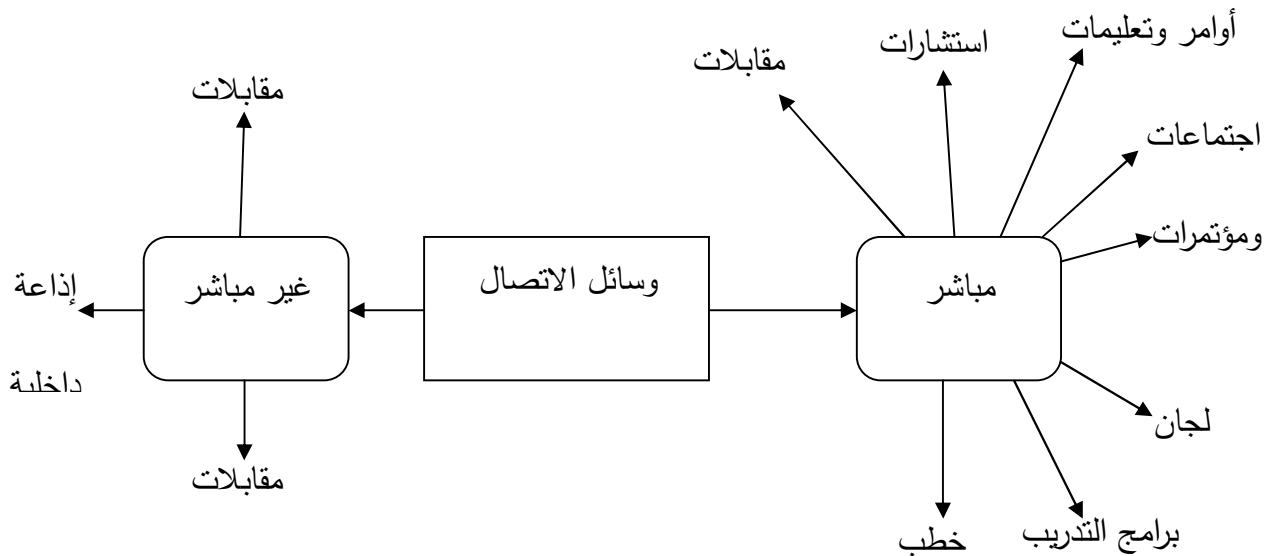 أوامر وتعليمات
استشارات
مقابلات
اجتماعات
ومؤتمرات
مباشر
لجان
برامج التدريب
خطب
وسائل الاتصال
غير مباشر
مقابلات
إذاعة
داخلية
مقابلات